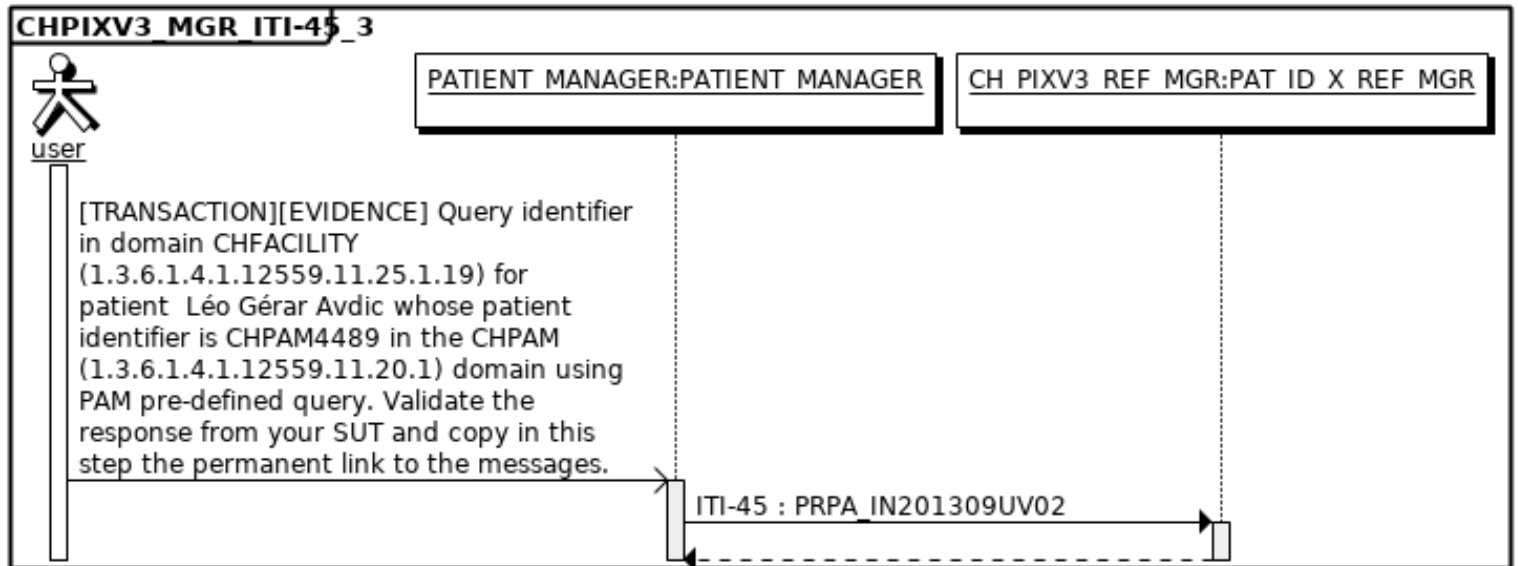 CHPIXV3_MGR_ITI-45_3
PATIENT_MANAGER:PATIENT_MANAGER
CH_PIXV3_REF_MGR:PAT_ID_X_REF_MGR
user
[TRANSACTION][EVIDENCE] Query identifier
in domain CHFACILITY
(1.3.6.1.4.1.12559.11.25.1.19) for
patient  Léo Gérar Avdic whose patient
identifier is CHPAM4489 in the CHPAM
(1.3.6.1.4.1.12559.11.20.1) domain using
PAM pre-defined query. Validate the
response from your SUT and copy in this
step the permanent link to the messages.
ITI-45 : PRPA_IN201309UV02